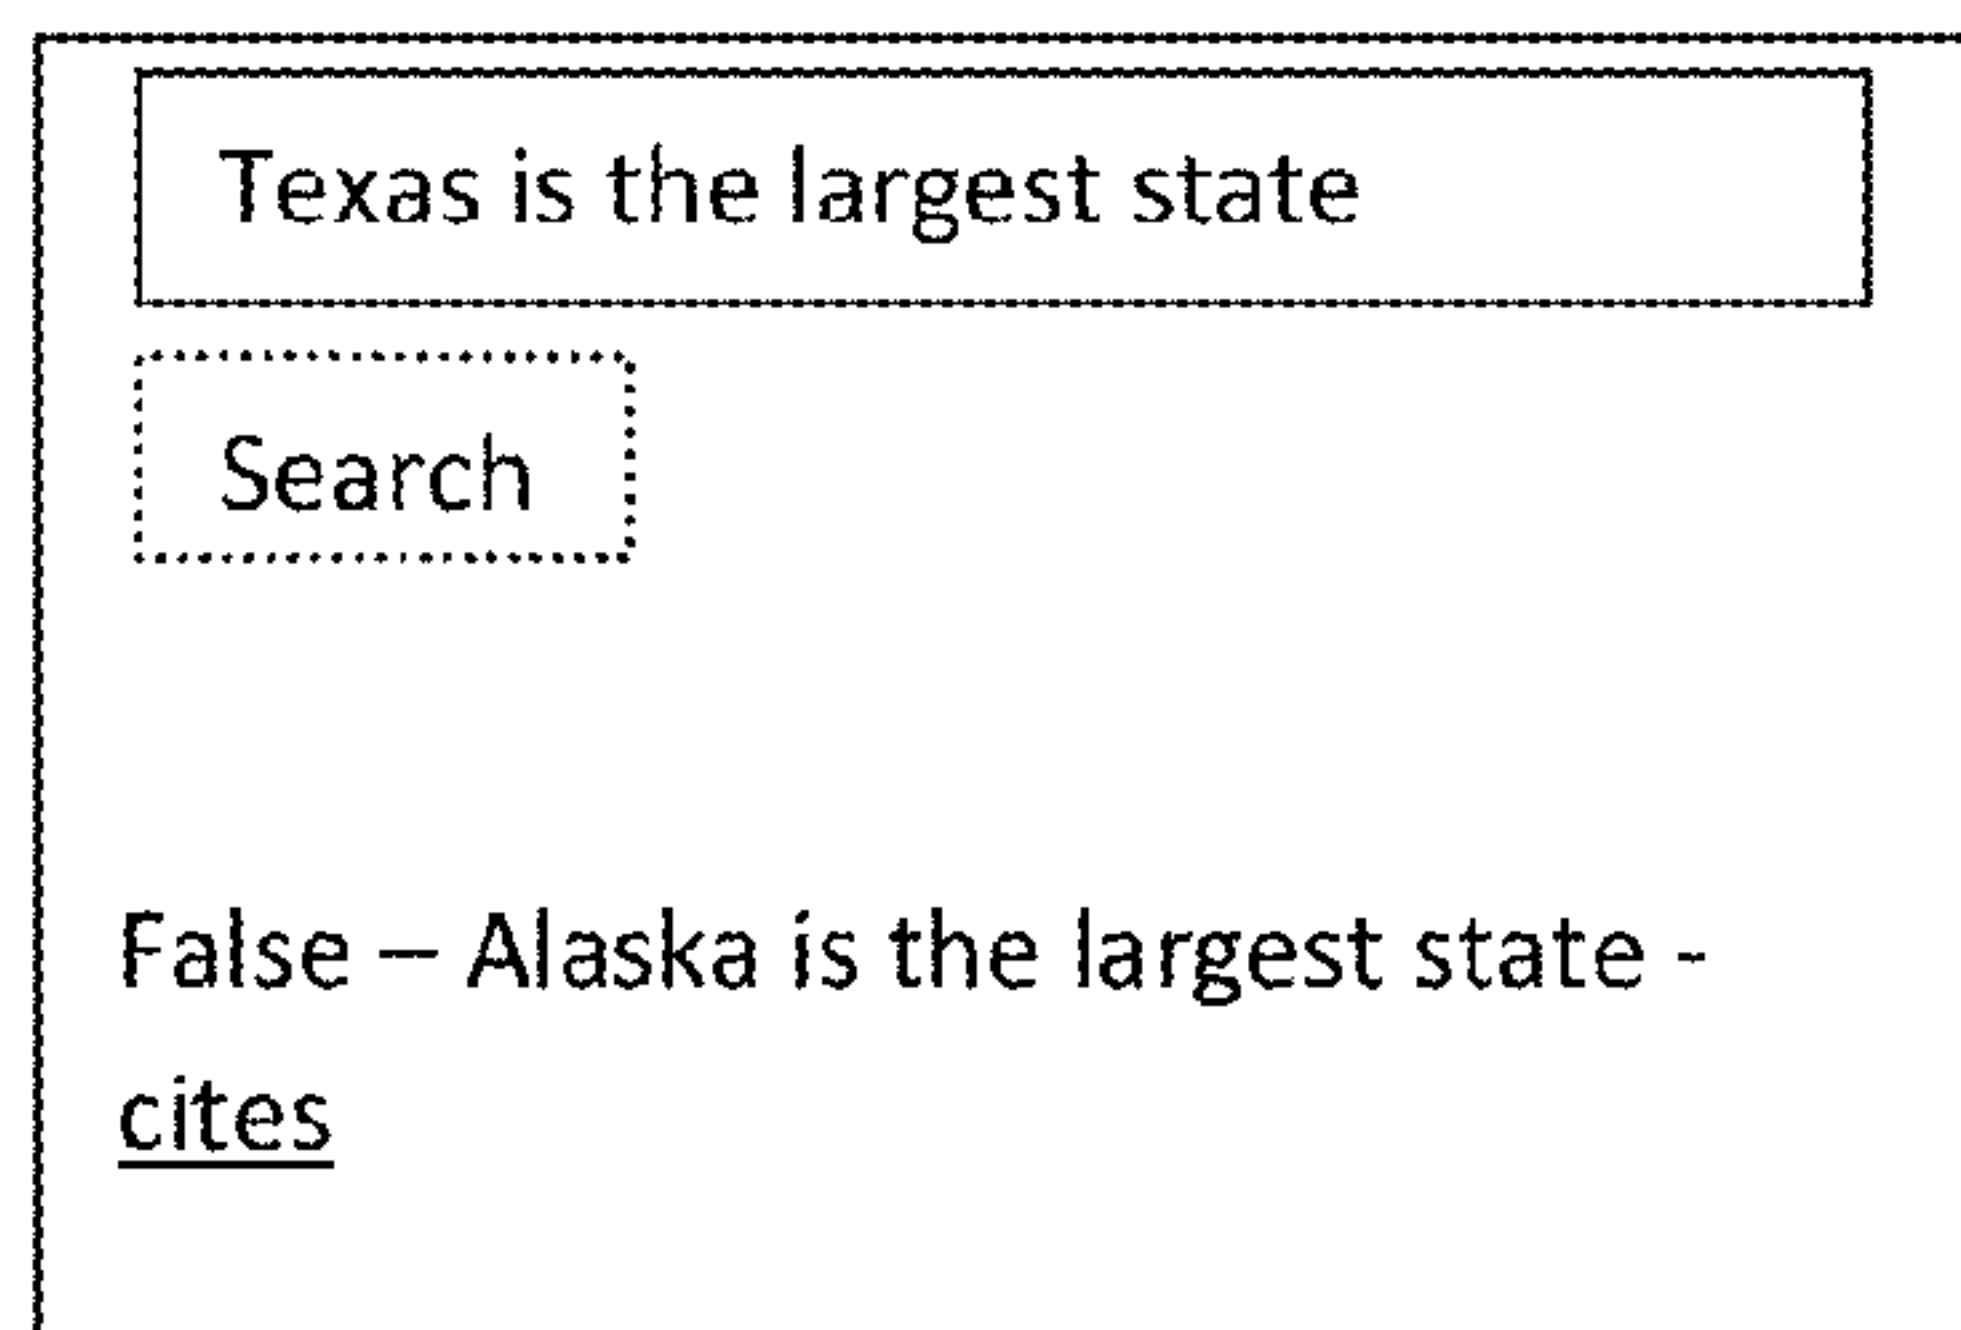 Texas is the largest state
Search
False – Alaska is the largest state -
cites